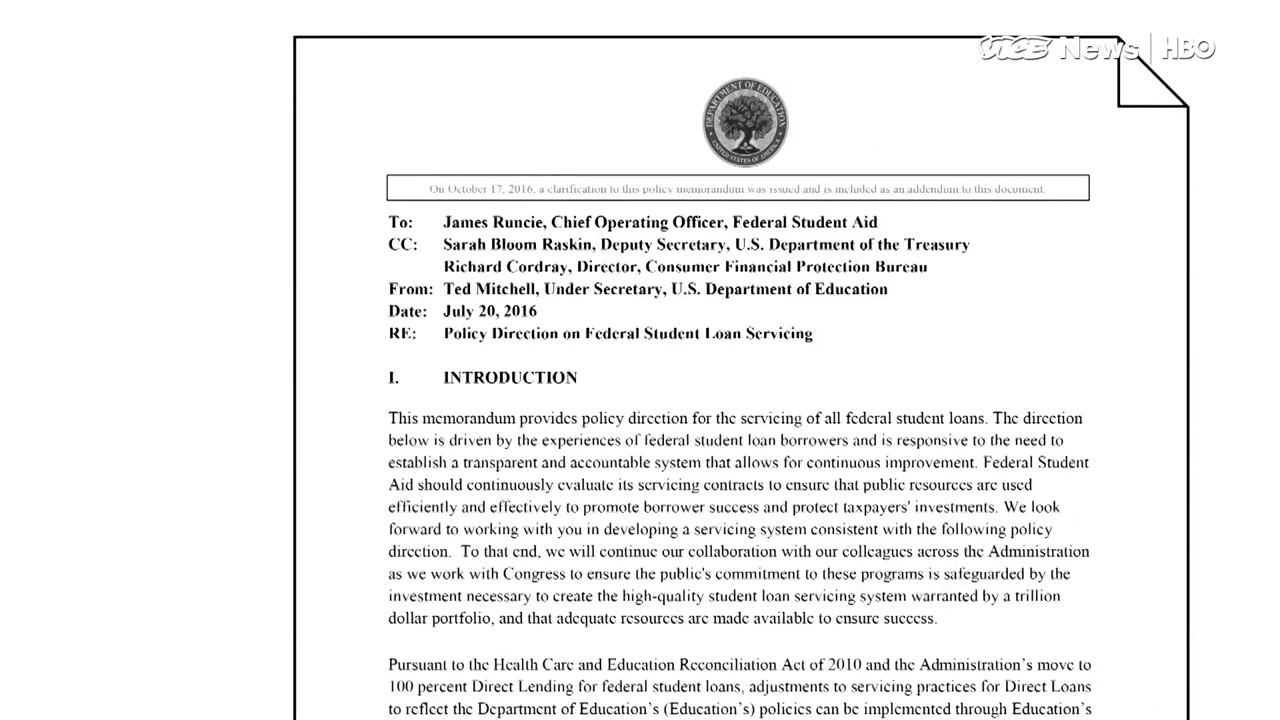 VICE News | HBO
DEPARTMENT OF EDUCATION
UNITED STATES OF AMERICA
On October 17, 2016, a clarification to this policy memorandum was issued and is included as an addendum to this document.
To: James Runcie, Chief Operating Officer, Federal Student Aid
CC: Sarah Bloom Raskin, Deputy Secretary, U.S. Department of the Treasury
Richard Cordray, Director, Consumer Financial Protection Bureau
From: Ted Mitchell, Under Secretary, U.S. Department of Education
Date: July 20, 2016
RE: Policy Direction on Federal Student Loan Servicing
I. INTRODUCTION
This memorandum provides policy direction for the servicing of all federal student loans. The direction
below is driven by the experiences of federal student loan borrowers and is responsive to the need to
establish a transparent and accountable system that allows for continuous improvement. Federal Student
Aid should continuously evaluate its servicing contracts to ensure that public resources are used
efficiently and effectively to promote borrower success and protect taxpayers' investments. We look
forward to working with you in developing a servicing system consistent with the following policy
direction. To that end, we will continue our collaboration with our colleagues across the Administration
as we work with Congress to ensure the public's commitment to these programs is safeguarded by the
investment necessary to create the high-quality student loan servicing system warranted by a trillion
dollar portfolio, and that adequate resources are made available to ensure success.
Pursuant to the Health Care and Education Reconciliation Act of 2010 and the Administration's move to
100 percent Direct Lending for federal student loans, adjustments to servicing practices for Direct Loans
to reflect the Department of Education's (Education's) policies can be implemented through Education's